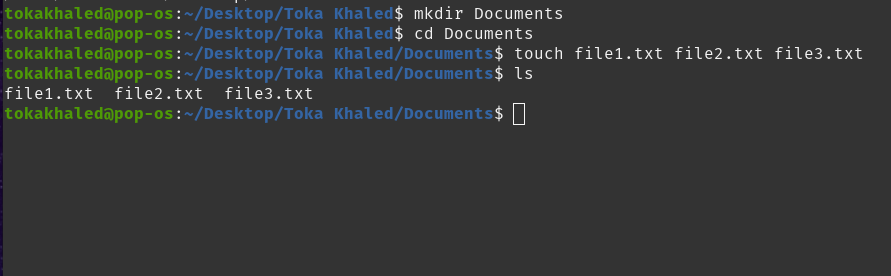 tokakhaled@pop-os:~/Desktop/Toka Khaled$ mkdir Documents
tokakhaled@pop-os:~/Desktop/Toka Khaled$ cd Documents
tokakhaled@pop-os:~/Desktop/Toka Khaled/Documents$ touch file1.txt file2.txt file3.txt
tokakhaled@pop-os:~/Desktop/Toka Khaled/Documents$ ls
file1.txt  file2.txt  file3.txt
tokakhaled@pop-os:~/Desktop/Toka Khaled/Documents$